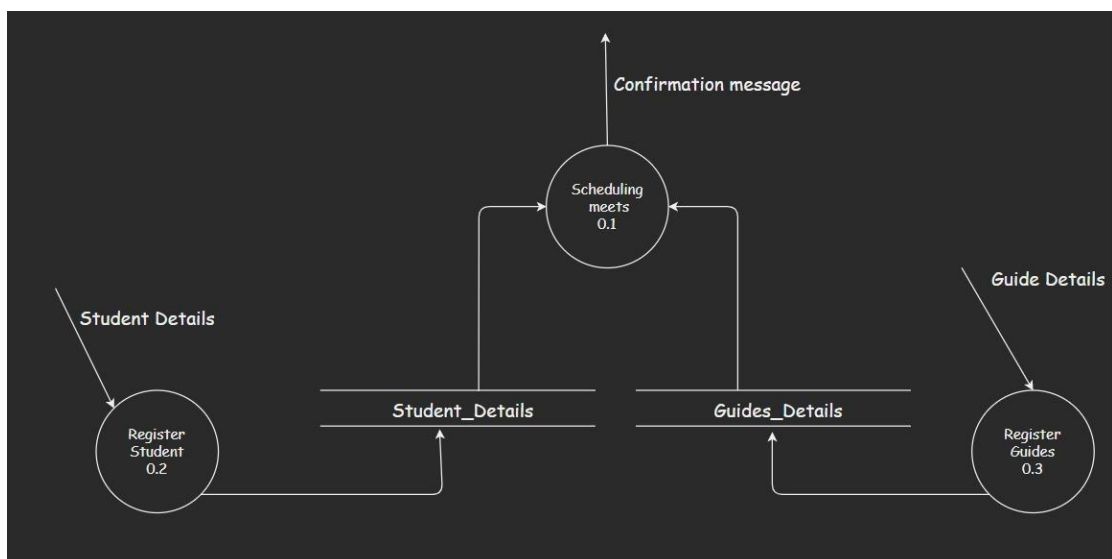 Confirmation message
Scheduling
meets
0.1
Guide Details
Student Details
Student_Details
Guides_Details
Register
Student
0.2
Register
Guides
0.3